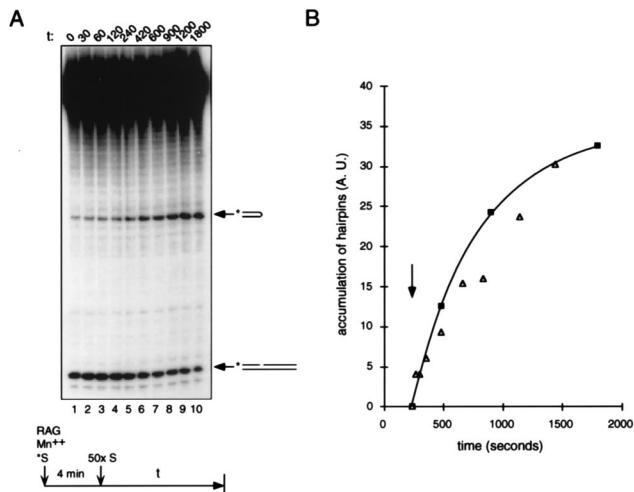 A
t: 0 30 60 120 240 420 600 900 1200 1800
*
*
1 2 3 4 5 6 7 8 9 10
RAG
Mn++
*S
4 min
50x S
t
B
accumulation of hairpins (A. U.)
40
35
30
25
20
15
10
5
0
0 500 1000 1500 2000
time (seconds)